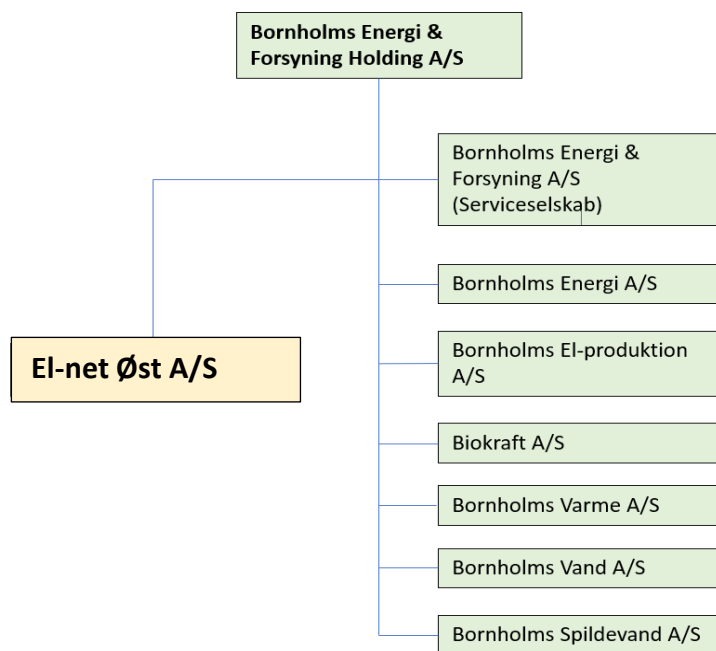 Bornholms Energi &
Forsyning Holding A/S
Bornholms Energi &
Forsyning A/S
(Serviceselskab)
Bornholms Energi A/S
El-net Øst A/S
Bornholms El-produktion
A/S
Biokraft A/S
Bornholms Varme A/S
Bornholms Vand A/S
Bornholms Spildevand A/S